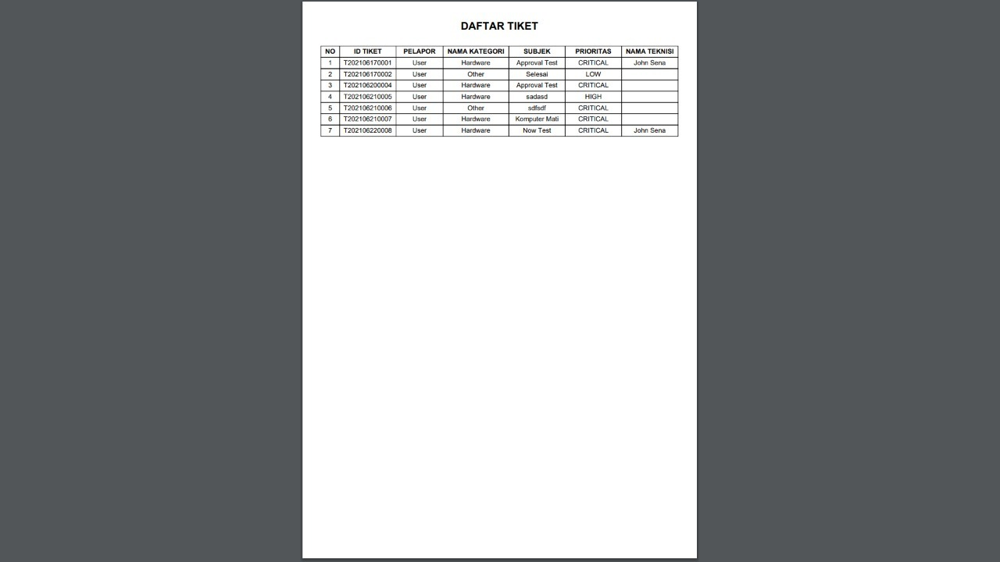 DAFTAR TIKET
NO ID TIKET PELAPOR NAMA KATEGORI SUBJEK PRIORITAS NAMA TEKNISI
1 T202106170001 User Hardware Approval Test CRITICAL John Sena
2 T202106170002 User Other Selesai LOW
3 T202106200004 User Hardware Approval Test CRITICAL
4 T202106210005 User Hardware sadasd HIGH
5 T202106210006 User Other sdfsdf CRITICAL
6 T202106210007 User Hardware Komputer Mati CRITICAL
7 T202106220008 User Hardware Now Test CRITICAL John Sena